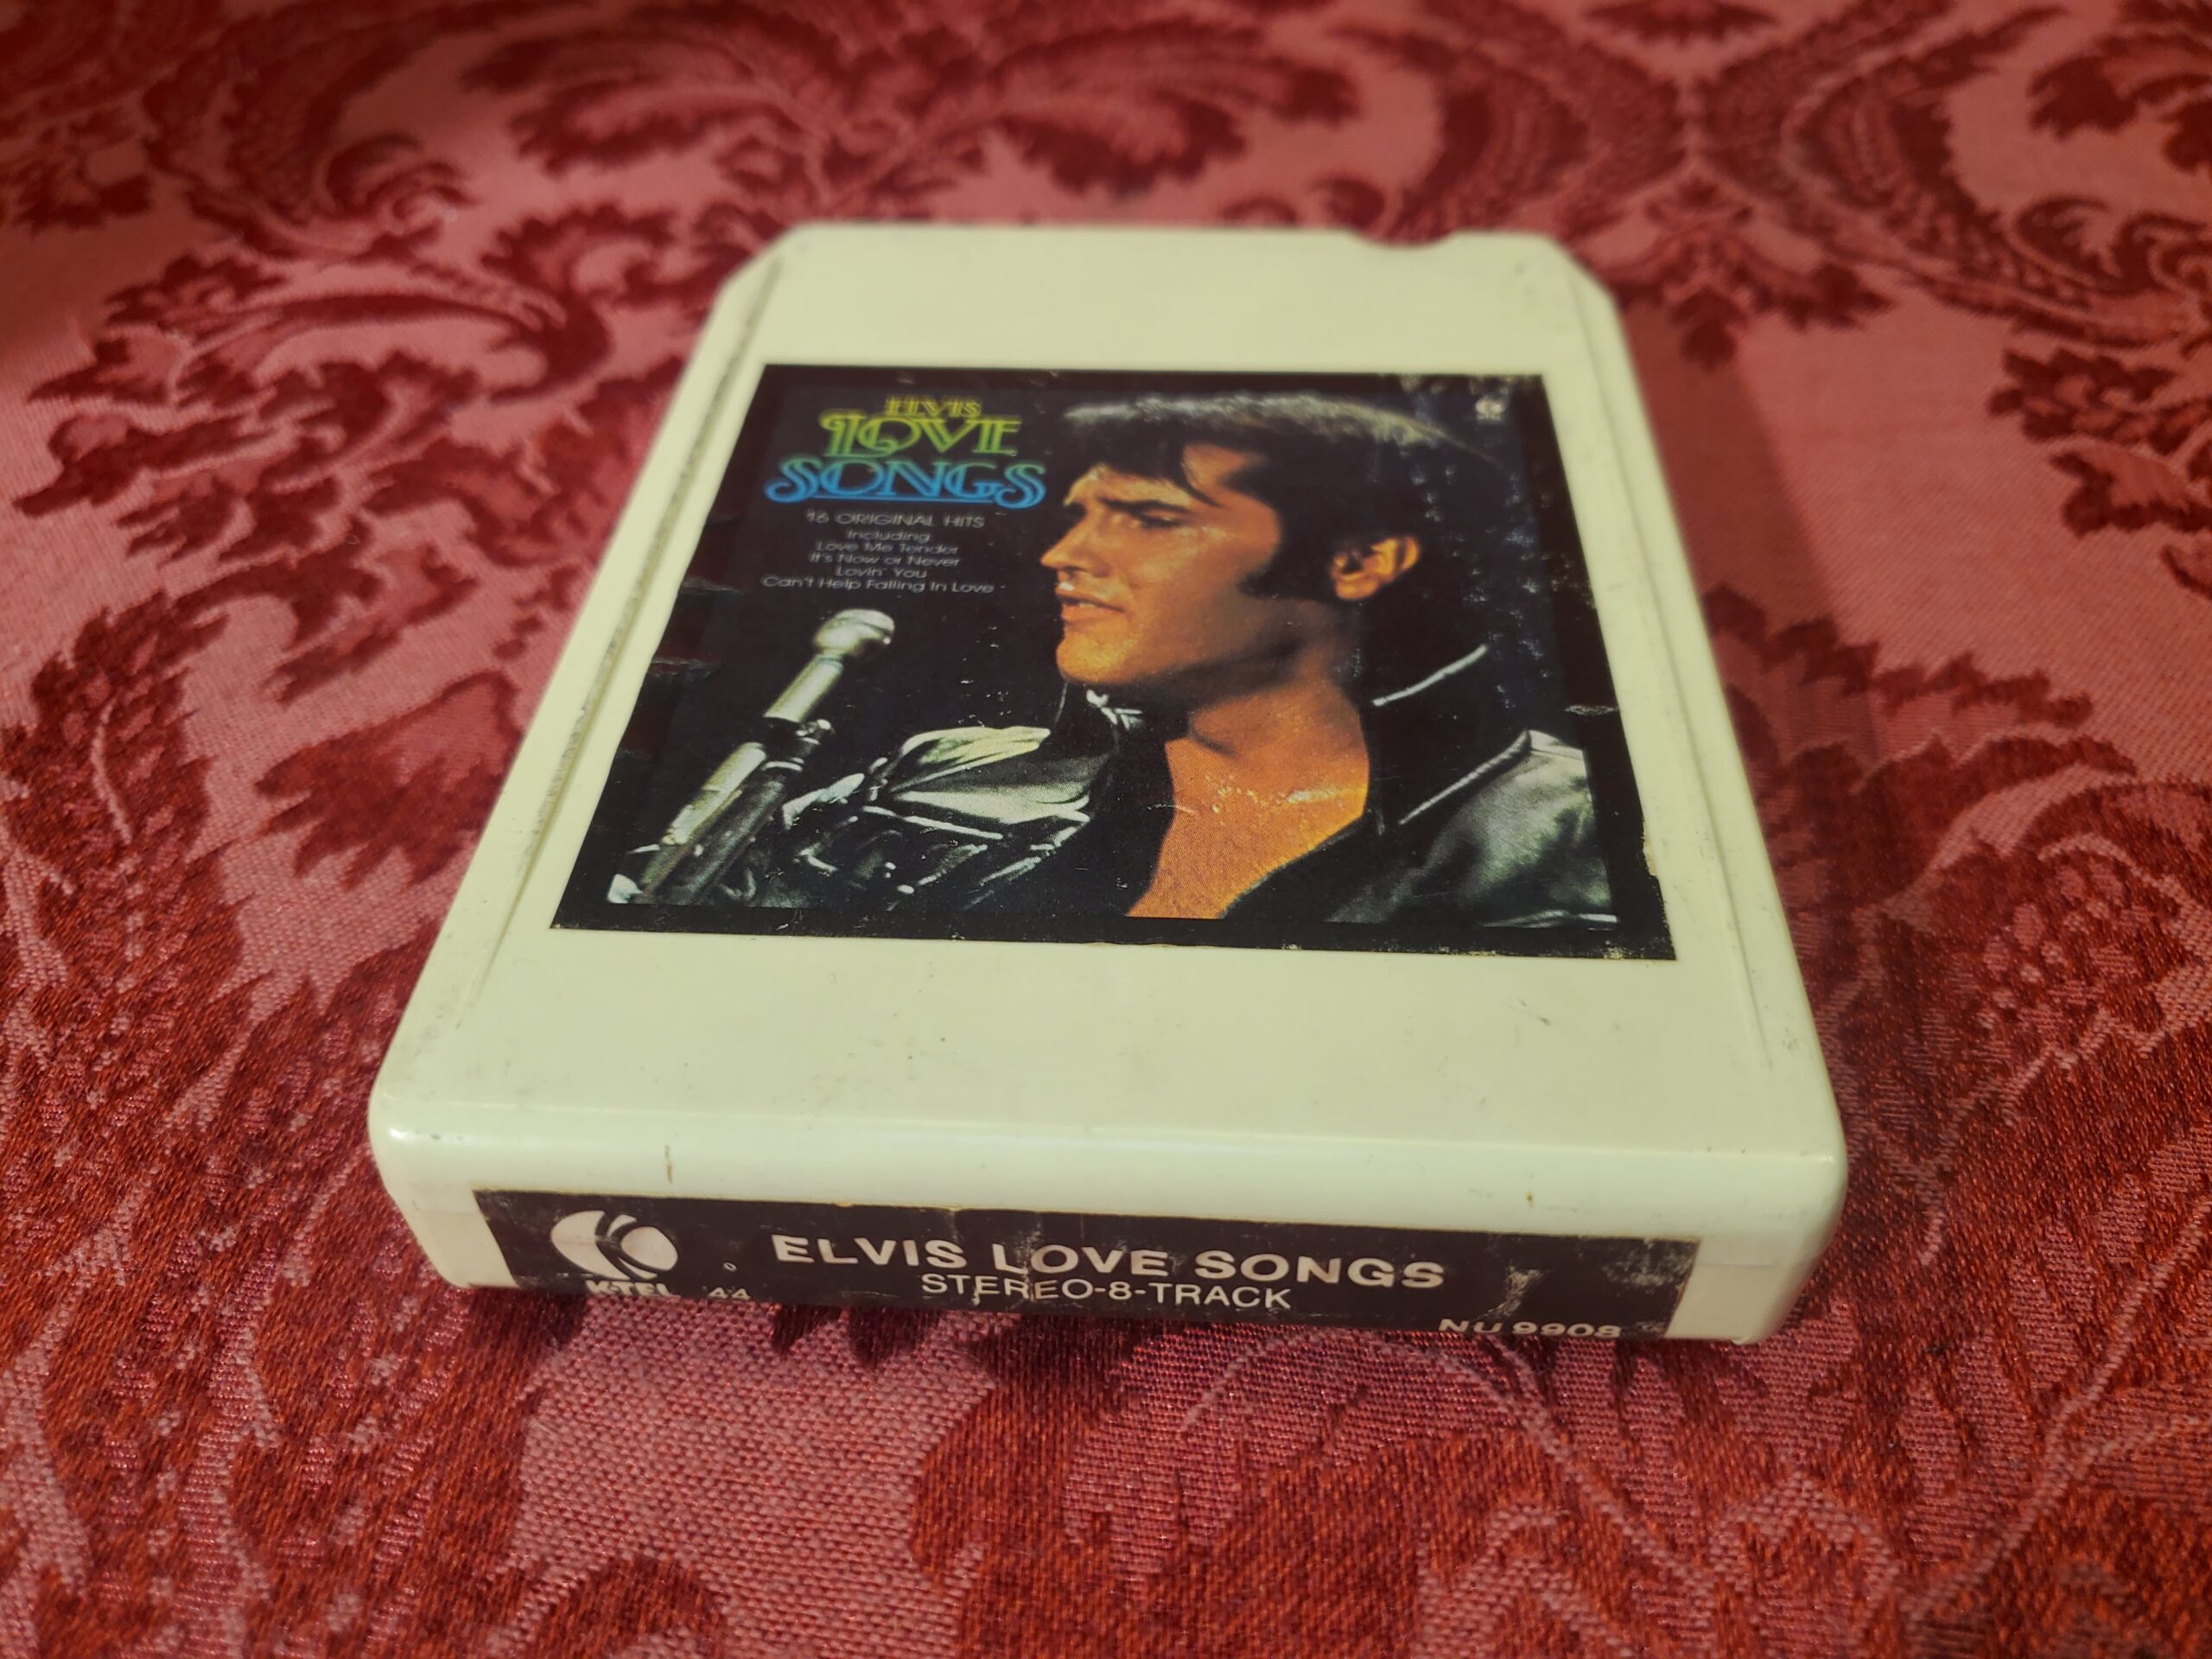 ELVIS
LOVE
SONGS
16 ORIGINAL HITS
Including
Love Me Tender
It's Now or Never
Lovin' You
Can't Help Falling In Love
K-TEL
44
ELVIS LOVE SONGS
STEREO-8-TRACK
NU 9908